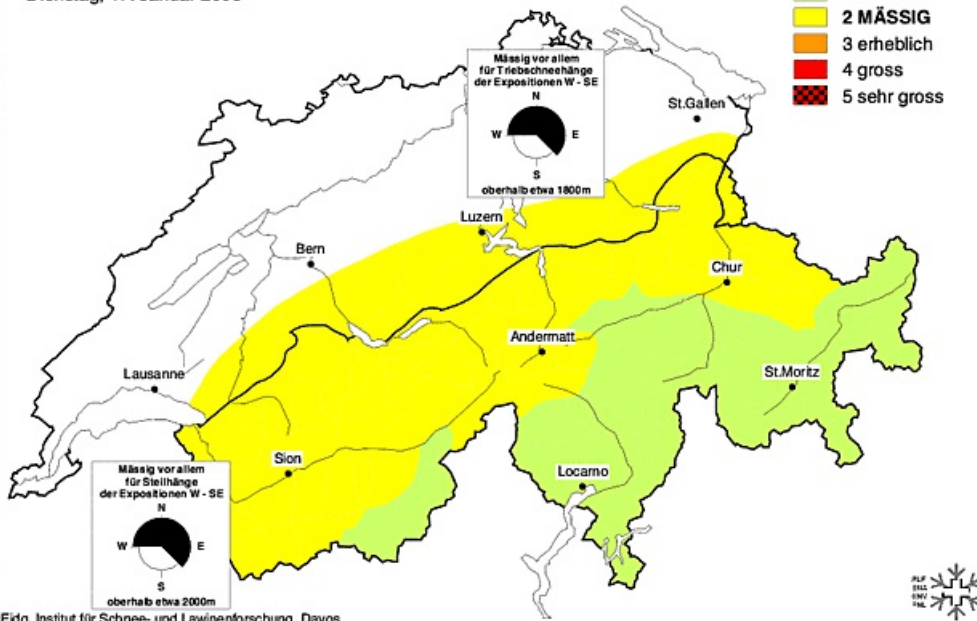 2 MÄSSIG
3 erheblich
4 gross
5 sehr gross
Mässig vor allem
für Triebschneehänge
der Expositionen W - SE
N
W E
S
oberhalb etwa 1800m
St.Gallen
Luzern
Bern
Chur
Andermatt
Lausanne
St.Moritz
Sion
Locarno
Mässig vor allem
für Steilhänge
der Expositionen W - SE
N
W E
S
oberhalb etwa 2000m
SLF
ENA
Eidg. Institut für Schnee- und Lawinenforschung, Davos